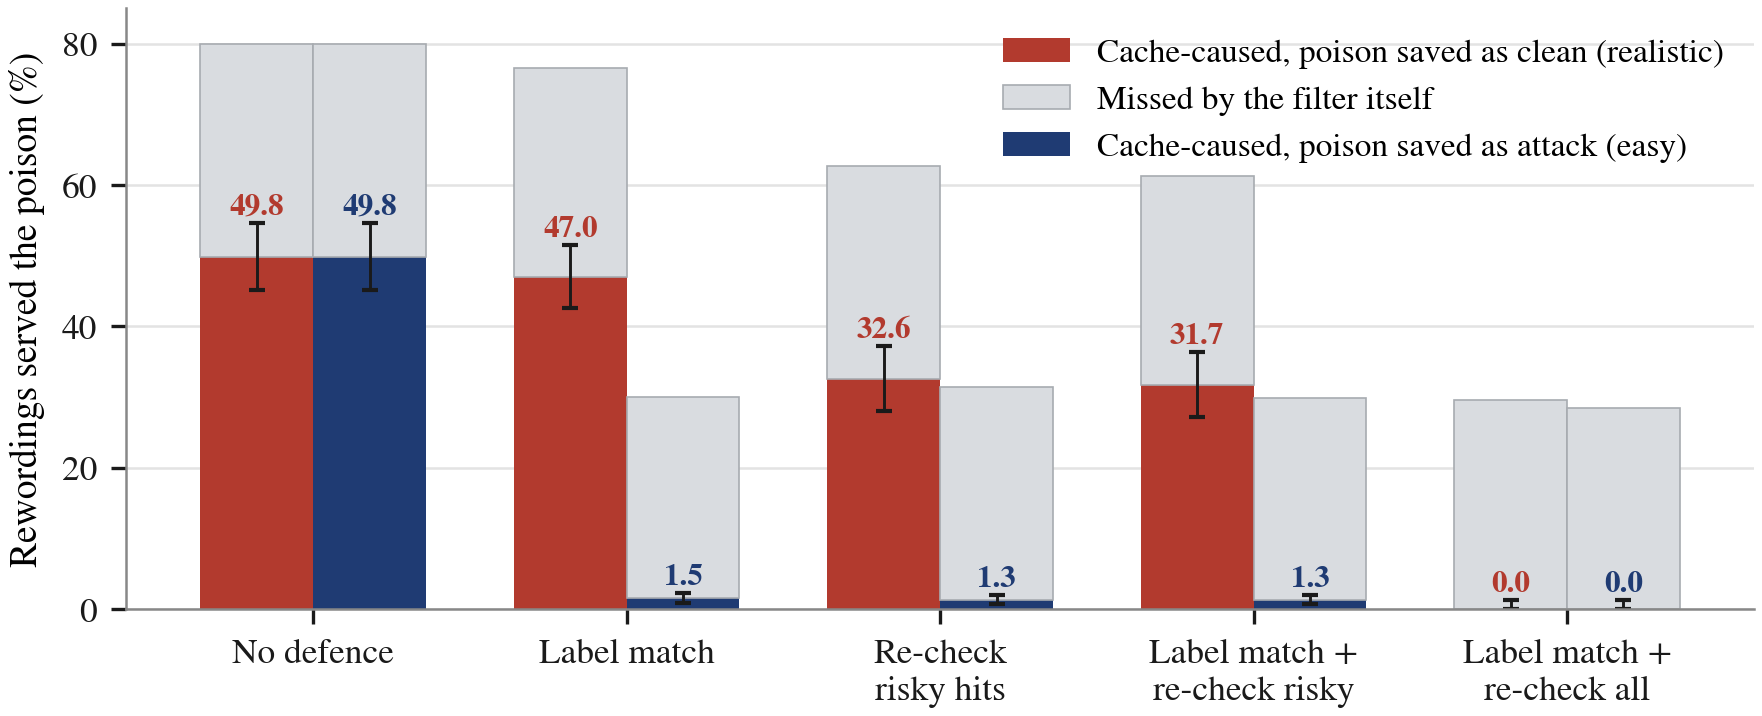 Rewordings served the poison (%)
80
60
40
20
0
Cache-caused, poison saved as clean (realistic)
Missed by the filter itself
Cache-caused, poison saved as attack (easy)
49.8
49.8
47.0
1.5
32.6
1.3
31.7
1.3
0.0
0.0
No defence
Label match
Re-check
risky hits
Label match +
re-check risky
Label match +
re-check all